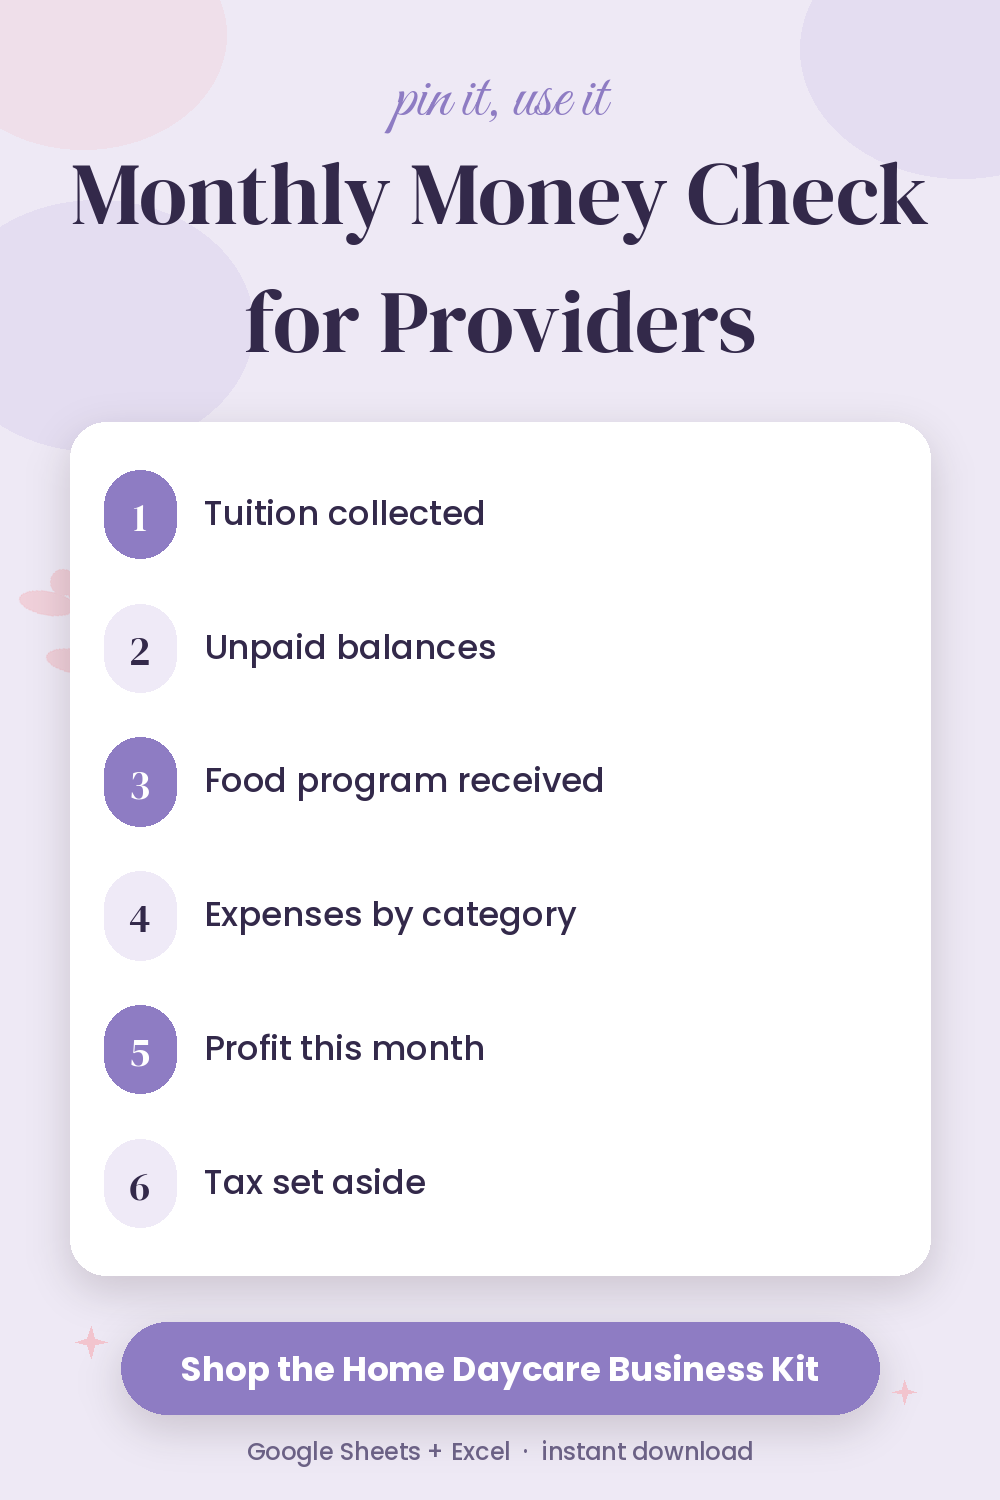 pin it, use it
Monthly Money Check
for Providers
1 Tuition collected
2 Unpaid balances
3 Food program received
4 Expenses by category
5 Profit this month
6 Tax set aside
Shop the Home Daycare Business Kit
Google Sheets + Excel · instant download